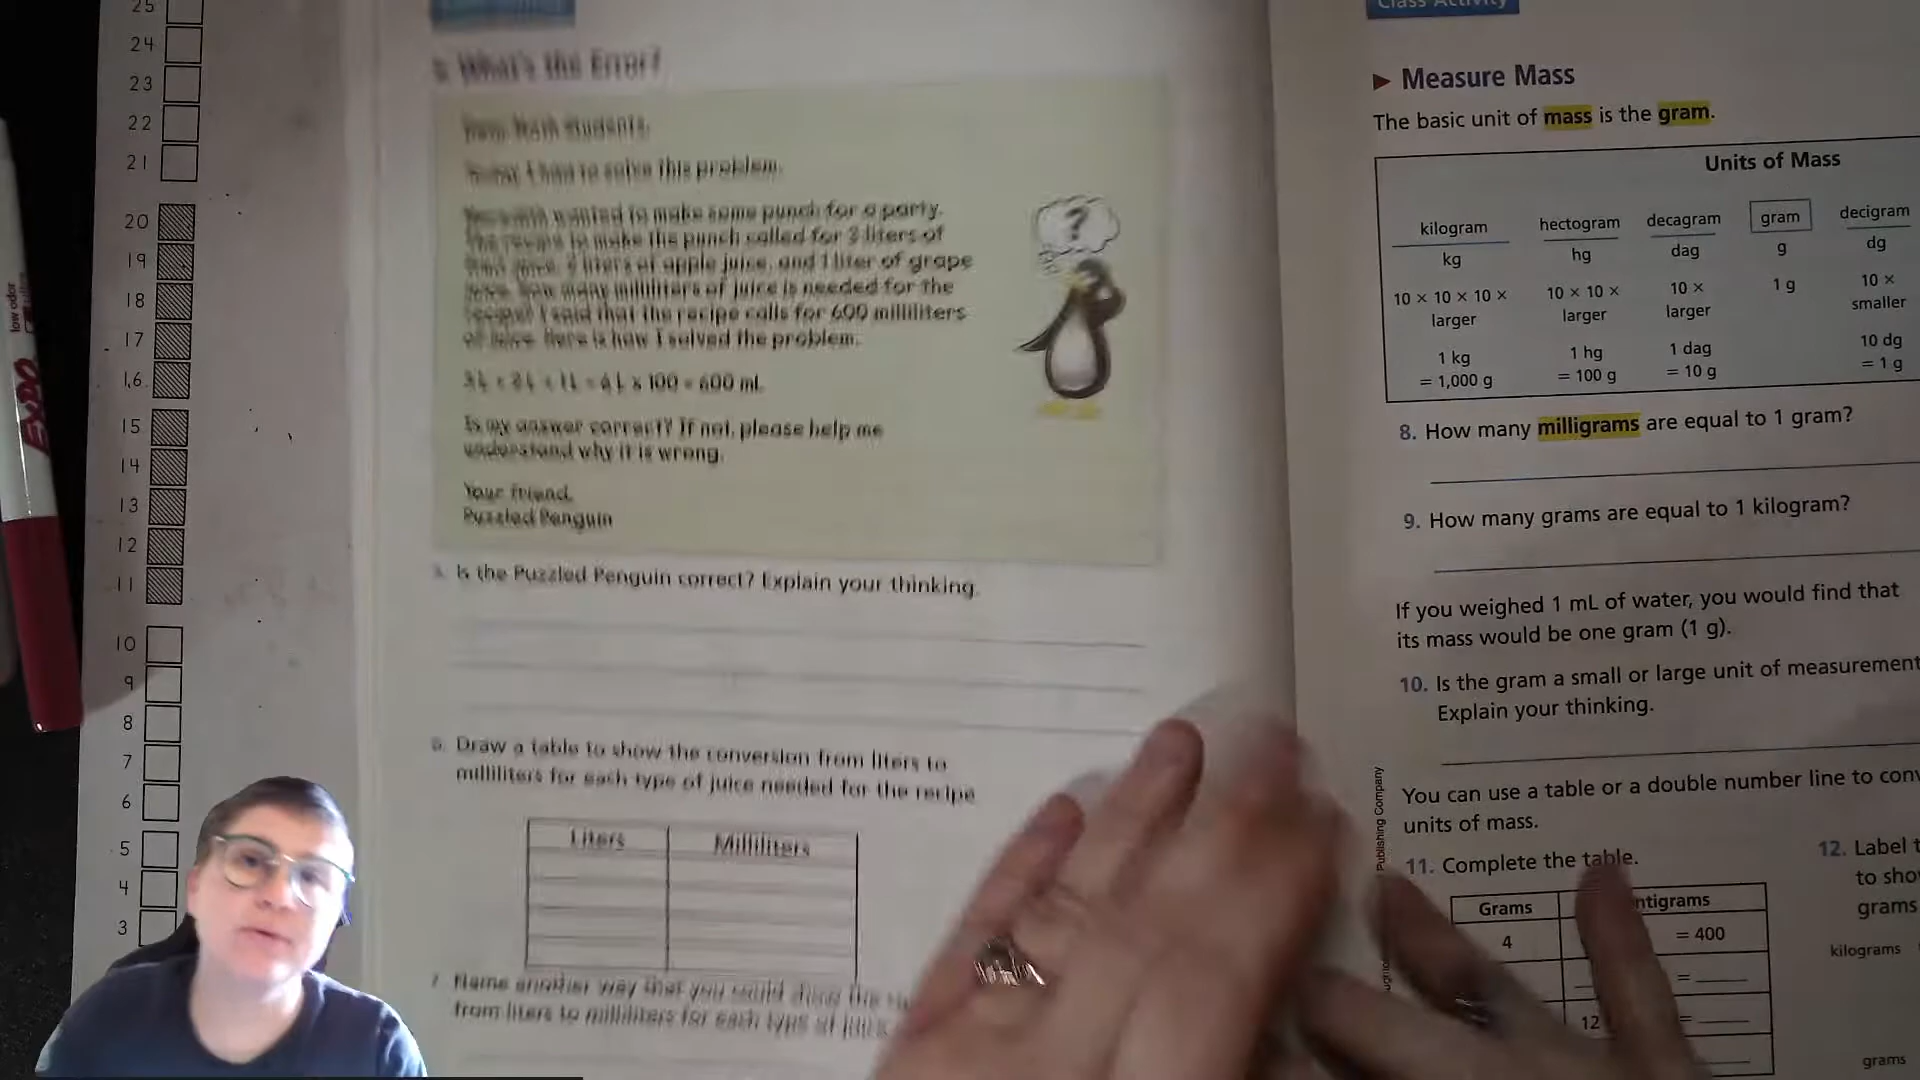 25
24
23
22
21
20
19
18
17
16
15
14
13
12
11
10
9
8
7
6
5
4
3
low odor
EXPO
What's the Error?
Dear Math Students,
Today I had to solve this problem.
wanted to make some punch for a party.
The recipe to make the punch called for 3 liters of
juice, 2 liters of apple juice, and 1 liter of grape
juice. How many milliliters of juice is needed for the
recipe? I said that the recipe calls for 600 milliliters
of juice. Here is how I solved the problem.
3 L + 2 L + 1 L = 6 L x 100 = 600 mL
Is my answer correct? If not, please help me
understand why it is wrong.
Your friend,
Puzzled Penguin
?
Is the Puzzled Penguin correct? Explain your thinking.
6. Draw a table to show the conversion from liters to
milliliters for each type of juice needed for the recipe
Liters Milliliters
7. Name another way that you could show the
from liters to milliliters for each type of juice
Class Activity
Measure Mass
The basic unit of mass is the gram.
Units of Mass
kilogram hectogram decagram gram decigram
kg hg dag g dg
10 × 10 × 10 × 10 × 10 × 10 × 1 g 10 ×
larger larger larger smaller
1 kg 1 hg 1 dag 10 dg
= 1,000 g = 100 g = 10 g = 1 g
8. How many milligrams are equal to 1 gram?
9. How many grams are equal to 1 kilogram?
If you weighed 1 mL of water, you would find that
its mass would be one gram (1 g).
10. Is the gram a small or large unit of measurement
Explain your thinking.
You can use a table or a double number line to conv
units of mass.
11. Complete the table.
Grams ntigrams
4 = 400
=
12 =
12. Label t
to sho
grams
kilograms
grams
Publishing Company